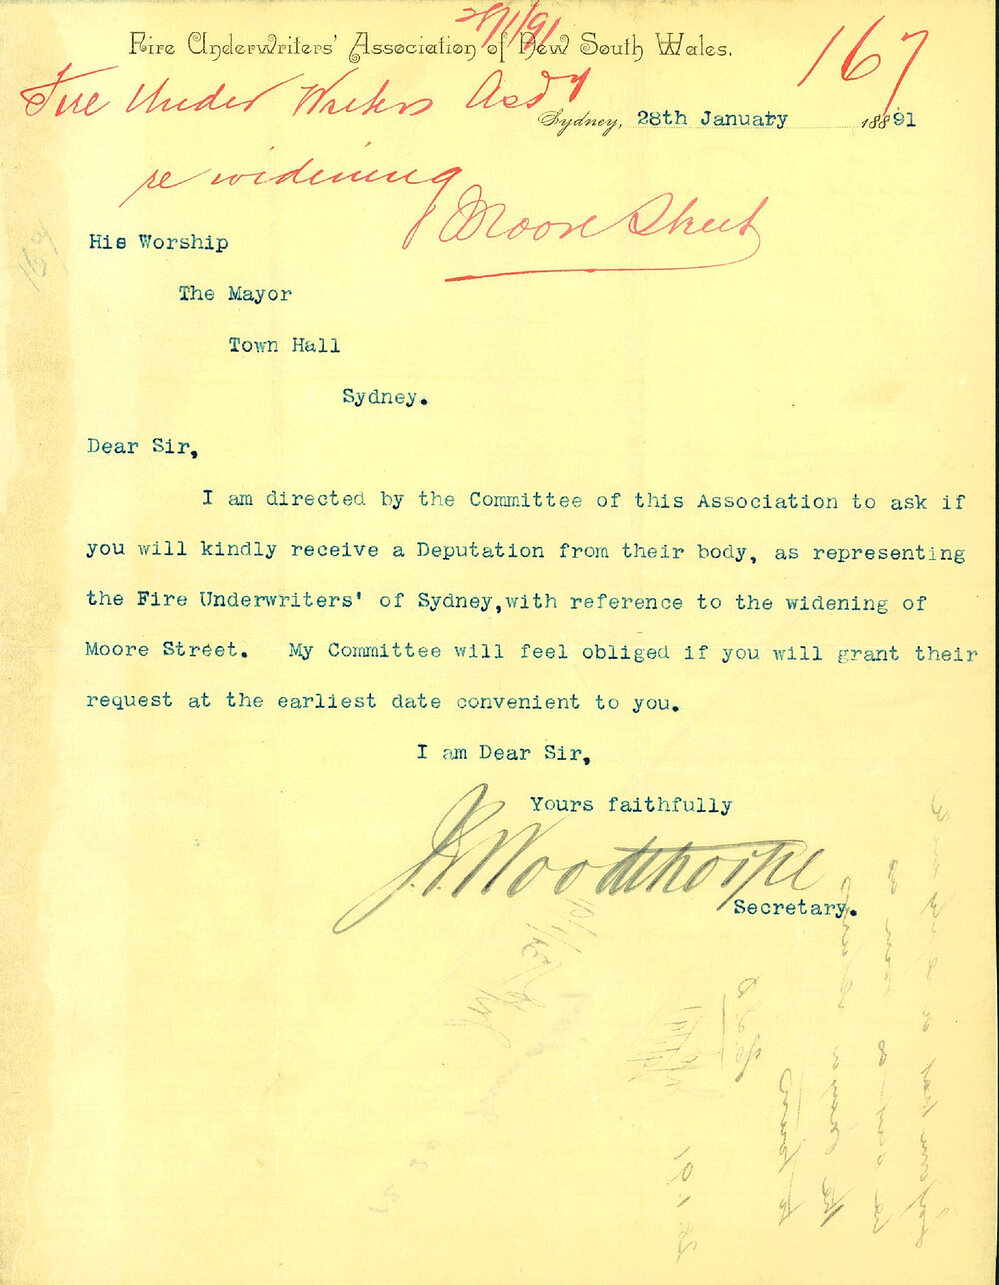 28/1/91
Fire Underwriters' Association of New South Wales.
167
Fire Under Writers Assd
Sydney, 28th January 18891
re widening
Moore Street
167
His Worship
The Mayor
Town Hall
Sydney.
Dear Sir,
I am directed by the Committee of this Association to ask if
you will kindly receive a Deputation from their body, as representing
the Fire Underwriters' of Sydney,with reference to the widening of
Moore Street. My Committee will feel obliged if you will grant their
request at the earliest date convenient to you.
I am Dear Sir,
Yours faithfully
Woodthorpe
Secretary.